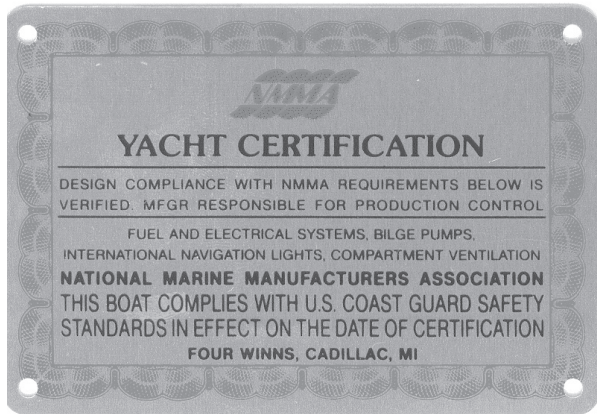 NMMA
YACHT CERTIFICATION
DESIGN COMPLIANCE WITH NMMA REQUIREMENTS BELOW IS
VERIFIED. MFGR RESPONSIBLE FOR PRODUCTION CONTROL
FUEL AND ELECTRICAL SYSTEMS, BILGE PUMPS,
INTERNATIONAL NAVIGATION LIGHTS, COMPARTMENT VENTILATION
NATIONAL MARINE MANUFACTURERS ASSOCIATION
THIS BOAT COMPLIES WITH U.S. COAST GUARD SAFETY
STANDARDS IN EFFECT ON THE DATE OF CERTIFICATION
FOUR WINNS, CADILLAC, MI